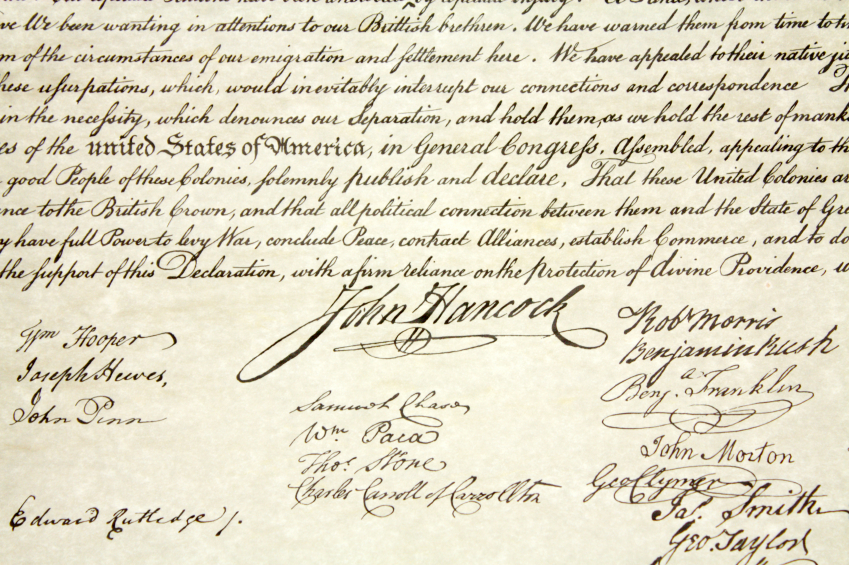 ve We been wanting in attentions to our Brittish brethren. We have warned them from time to tim
m of the circumstances of our emigration and settlement here. We have appealed to their native ju
hese usurpations, which, would inevitably interrupt our connections and correspondence Th
in the necessity, which denounces our Separation, and hold them, as we hold the rest of manki
es of the united States of America, in General Congress, Assembled, appealing to th
good People of these Colonies, solemnly publish and declare, That these United Colonies ar
nce to the British Crown, and that all political connection between them and the State of Gre
y have full Power to levy War, conclude Peace, contract Alliances, establish Commerce, and to do
the support of this Declaration, with a firm reliance on the protection of divine Providence, w
John Hancock
Wm Hooper
Joseph Hewes,
John Penn
Edward Rutledge /.
Samuel Chase
Wm. Paca
Thos. Stone
Charles Carroll of Carrollton
Robt Morris
Benjamin Rush
Benj. Franklin
John Morton
Geo Clymer
Jas. Smith
Geo. Taylor